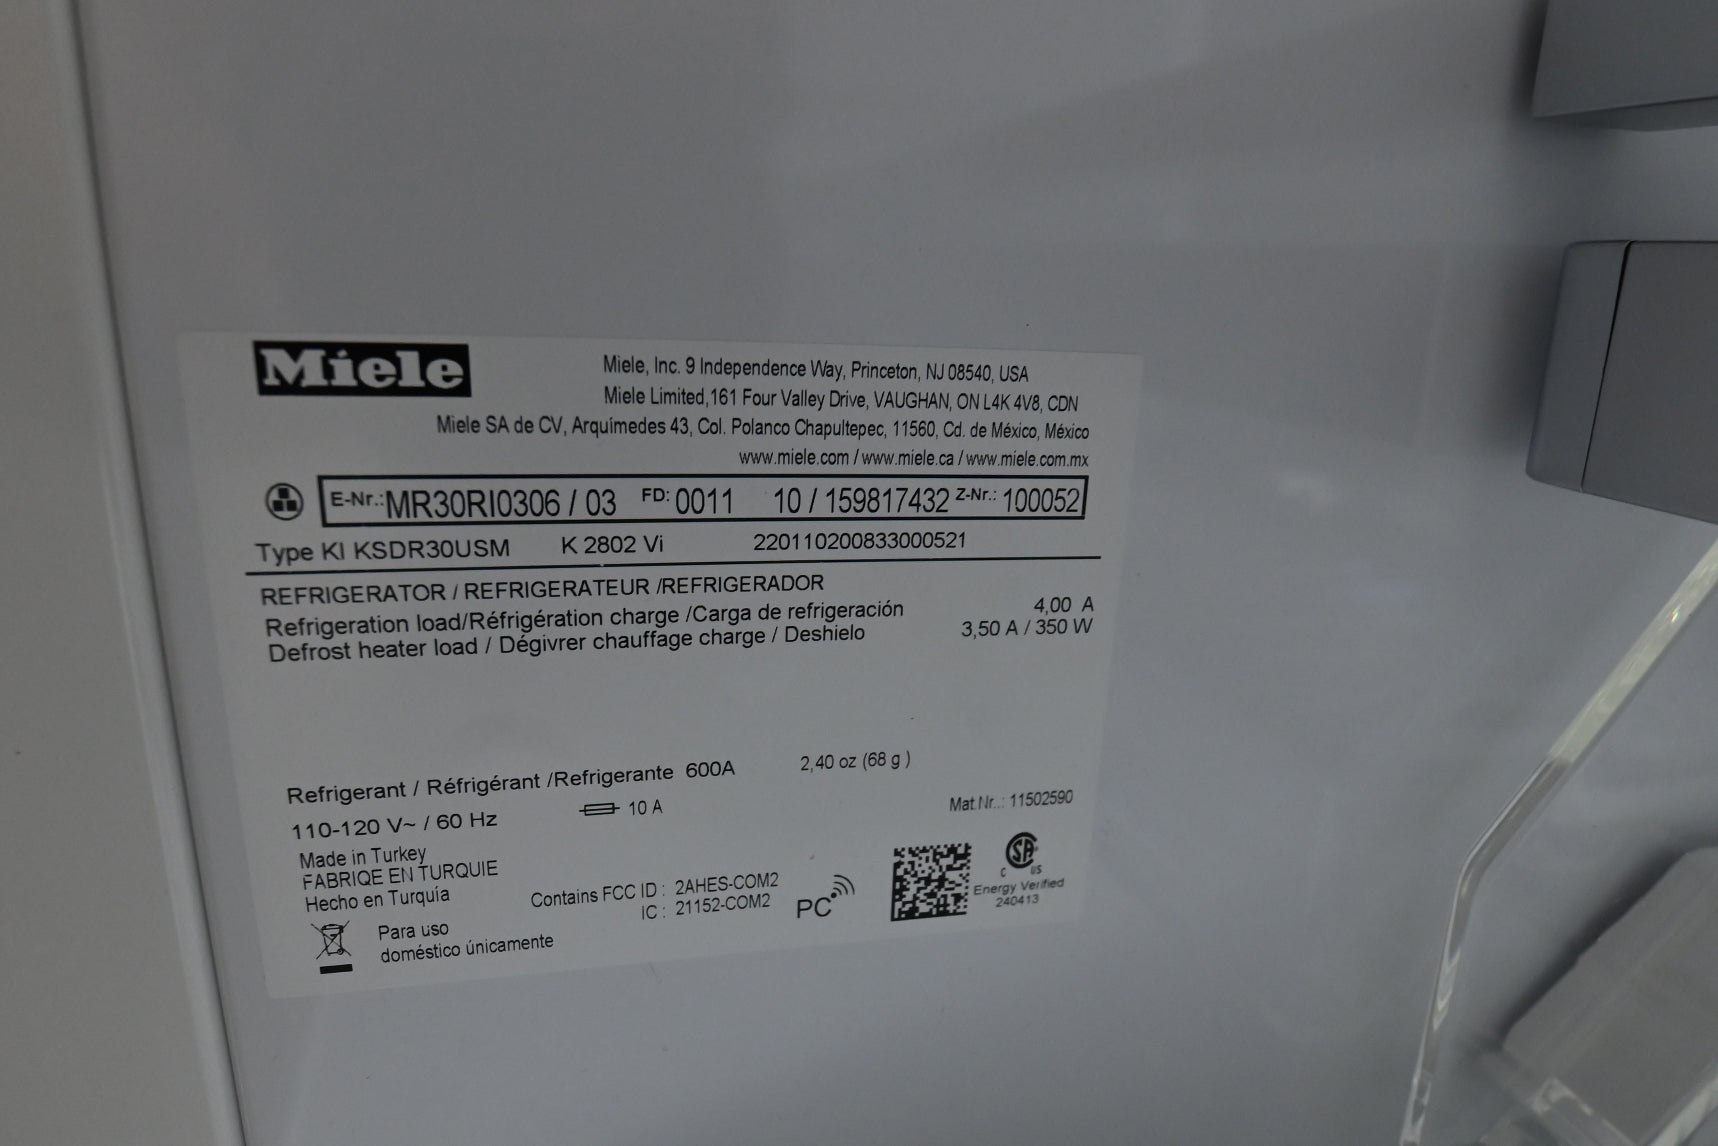 Miele
Miele, Inc. 9 Independence Way, Princeton, NJ 08540, USA
Miele Limited,161 Four Valley Drive, VAUGHAN, ON L4K 4V8, CDN
Miele SA de CV, Arquímedes 43, Col. Polanco Chapultepec, 11560, Cd. de México, México
www.miele.com / www.miele.ca / www.miele.com.mx
E-Nr.:MR30RI0306 / 03 FD: 0011 10 / 159817432 Z-Nr.: 100052
Type KI KSDR30USM K 2802 Vi 220110200833000521
REFRIGERATOR / REFRIGERATEUR /REFRIGERADOR
Refrigeration load/Réfrigération charge /Carga de refrigeración 4,00 A
Defrost heater load / Dégivrer chauffage charge / Deshielo 3,50 A / 350 W
Refrigerant / Réfrigérant /Refrigerante 600A 2,40 oz (68 g )
110-120 V~ / 60 Hz 10 A
Mat.Nr..: 11502590
Made in Turkey
FABRIQE EN TURQUIE
Hecho en Turquía
Contains FCC ID : 2AHES-COM2
IC : 21152-COM2
PC
SA
C US
Energy Verified
240413
Para uso
doméstico únicamente